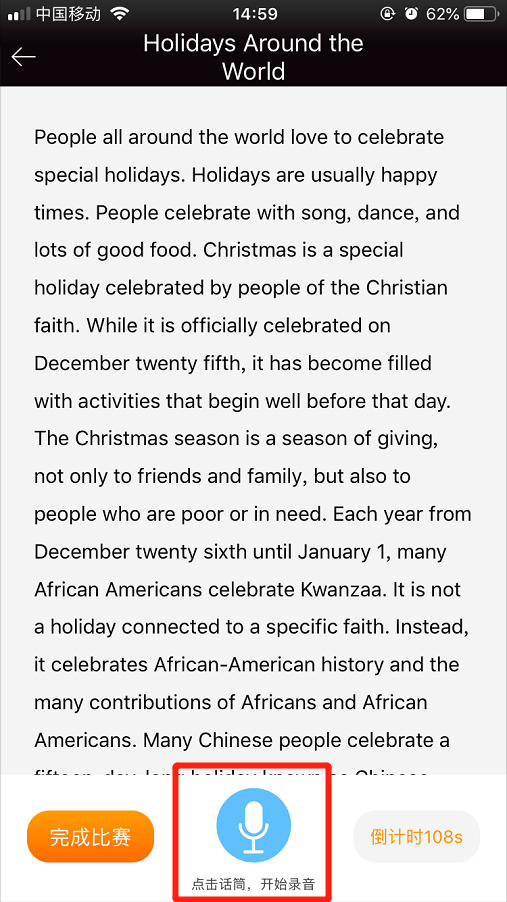 中国移动
14:59
62%
Holidays Around the
World
People all around the world love to celebrate
special holidays. Holidays are usually happy
times. People celebrate with song, dance, and
lots of good food. Christmas is a special
holiday celebrated by people of the Christian
faith. While it is officially celebrated on
December twenty fifth, it has become filled
with activities that begin well before that day.
The Christmas season is a season of giving,
not only to friends and family, but also to
people who are poor or in need. Each year from
December twenty sixth until January 1, many
African Americans celebrate Kwanzaa. It is not
a holiday connected to a specific faith. Instead,
it celebrates African-American history and the
many contributions of Africans and African
Americans. Many Chinese people celebrate a
fifteen-day-long holiday known as Chinese
完成比赛
点击话筒，开始录音
倒计时108s